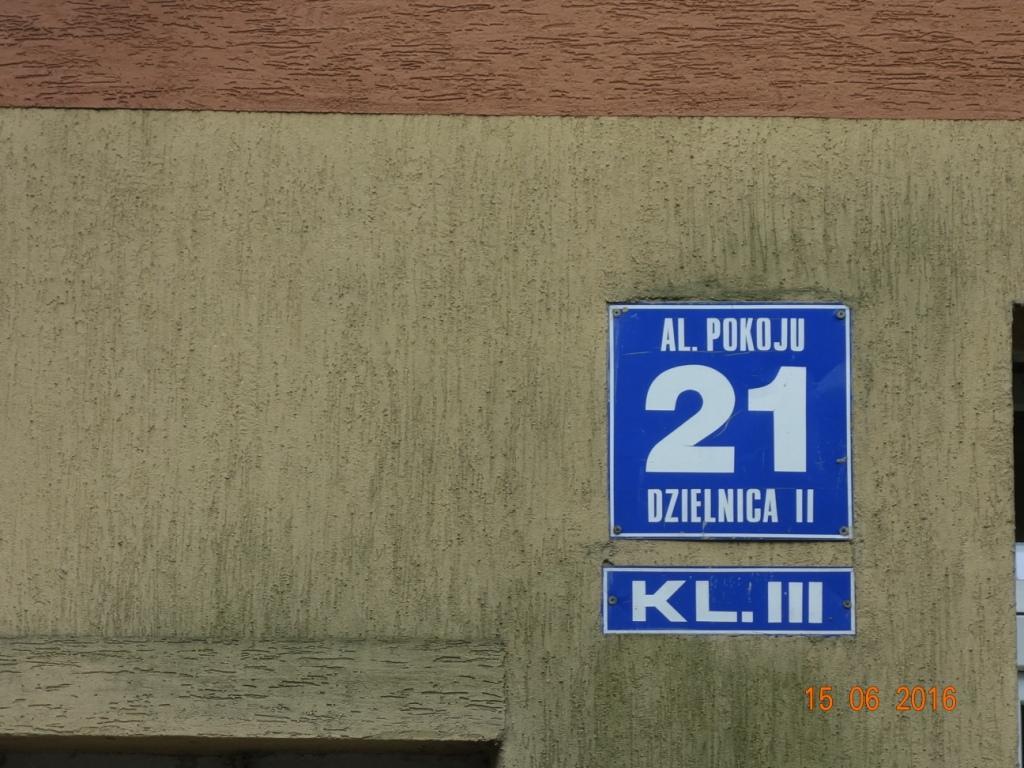 AL. POKOJU
21
DZIELNICA II
KL. III
15 06 2016